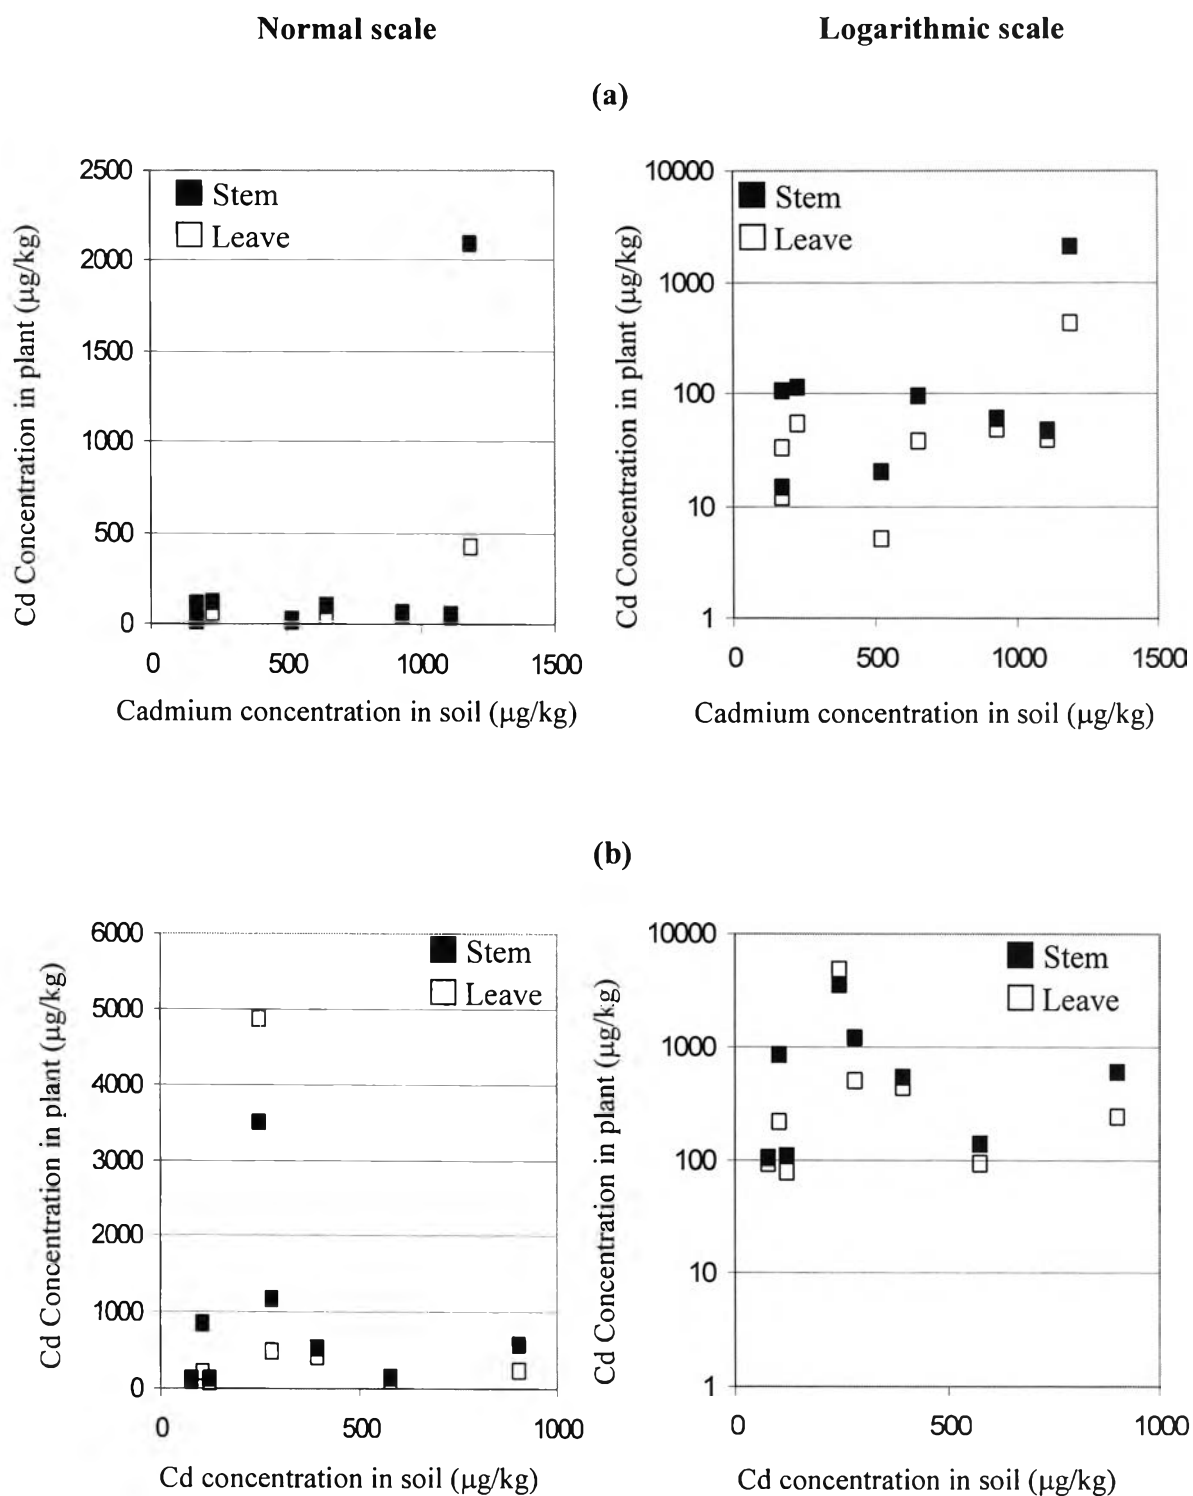 Normal scale
Logarithmic scale
(a)
Cd Concentration in plant (µg/kg)
2500
2000
1500
1000
500
0
Stem
Leave
0 500 1000 1500
Cadmium concentration in soil (µg/kg)
Cd Concentration in plant (µg/kg)
10000
1000
100
10
1
Stem
Leave
0 500 1000 1500
Cadmium concentration in soil (µg/kg)
(b)
Cd Concentration in plant (µg/kg)
6000
5000
4000
3000
2000
1000
0
Stem
Leave
0 500 1000
Cd concentration in soil (µg/kg)
Cd Concentration in plant (µg/kg)
10000
1000
100
10
1
Stem
Leave
0 500 1000
Cd concentration in soil (µg/kg)